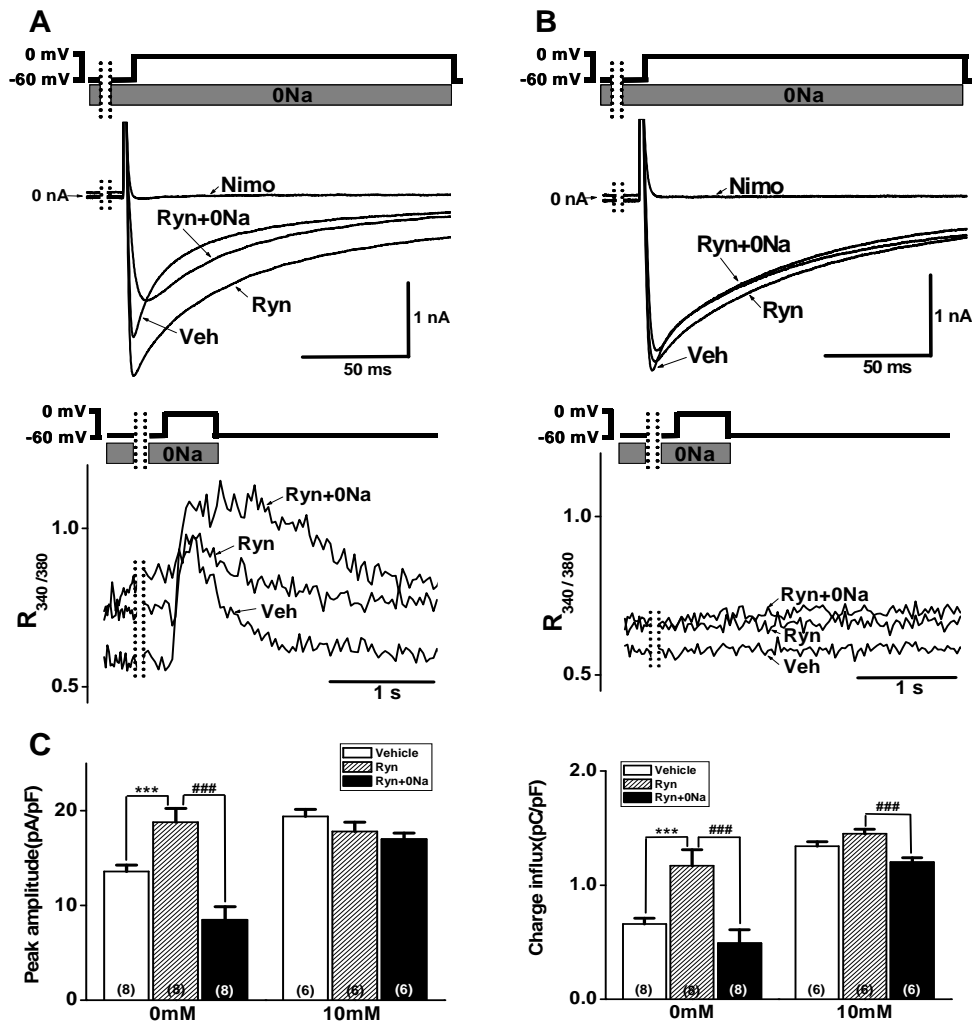 A
0 mV
-60 mV
0Na
0 nA
Nimo
Ryn+0Na
Ryn
Veh
1 nA
50 ms
0 mV
-60 mV
0Na
R 340 /380
1.0
0.5
Ryn+0Na
Ryn
Veh
1 s
B
0 mV
-60 mV
0Na
0 nA
Nimo
Ryn+0Na
Ryn
Veh
1 nA
50 ms
0 mV
-60 mV
0Na
R 340 /380
1.0
0.5
Ryn+0Na
Ryn
Veh
1 s
C
Peak amplitude(pA/pF)
20
10
0
Vehicle
Ryn
Ryn+0Na
*** ###
(8) (8) (8) (6) (6) (6)
0mM 10mM
Charge influx(pC/pF)
2.0
1.0
0.0
Vehicle
Ryn
Ryn+0Na
*** ### ###
(8) (8) (8) (6) (6) (6)
0mM 10mM